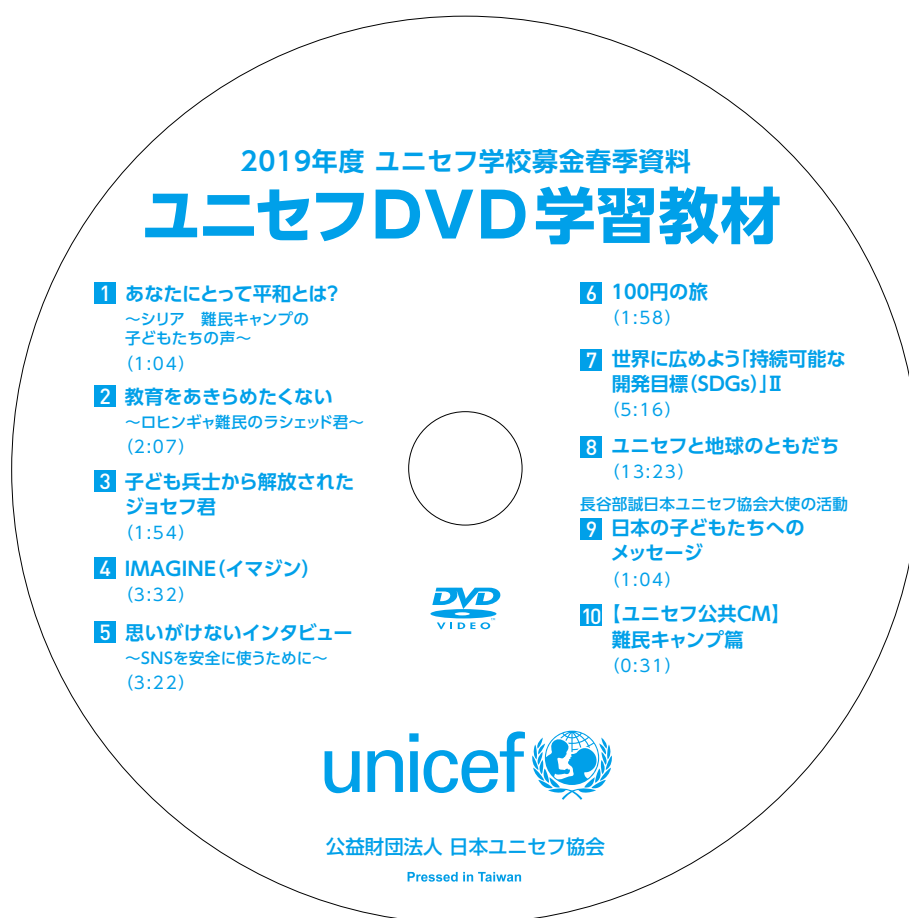 2019年度 ユニセフ学校募金春季資料
ユニセフDVD学習教材
1 あなたにとって平和とは?
～シリア　難民キャンプの
子どもたちの声～
(1:04)
2 教育をあきらめたくない
～ロヒンギャ難民のラシェッド君～
(2:07)
3 子ども兵士から解放された
ジョセフ君
(1:54)
4 IMAGINE(イマジン)
(3:32)
5 思いがけないインタビュー
～SNSを安全に使うために～
(3:22)
6 100円の旅
(1:58)
7 世界に広めよう「持続可能な
開発目標(SDGs)」Ⅱ
(5:16)
8 ユニセフと地球のともだち
(13:23)
長谷部誠日本ユニセフ協会大使の活動
9 日本の子どもたちへの
メッセージ
(1:04)
10 【ユニセフ公共CM】
難民キャンプ篇
(0:31)
DVD
VIDEO™
unicef
公益財団法人 日本ユニセフ協会
Pressed in Taiwan